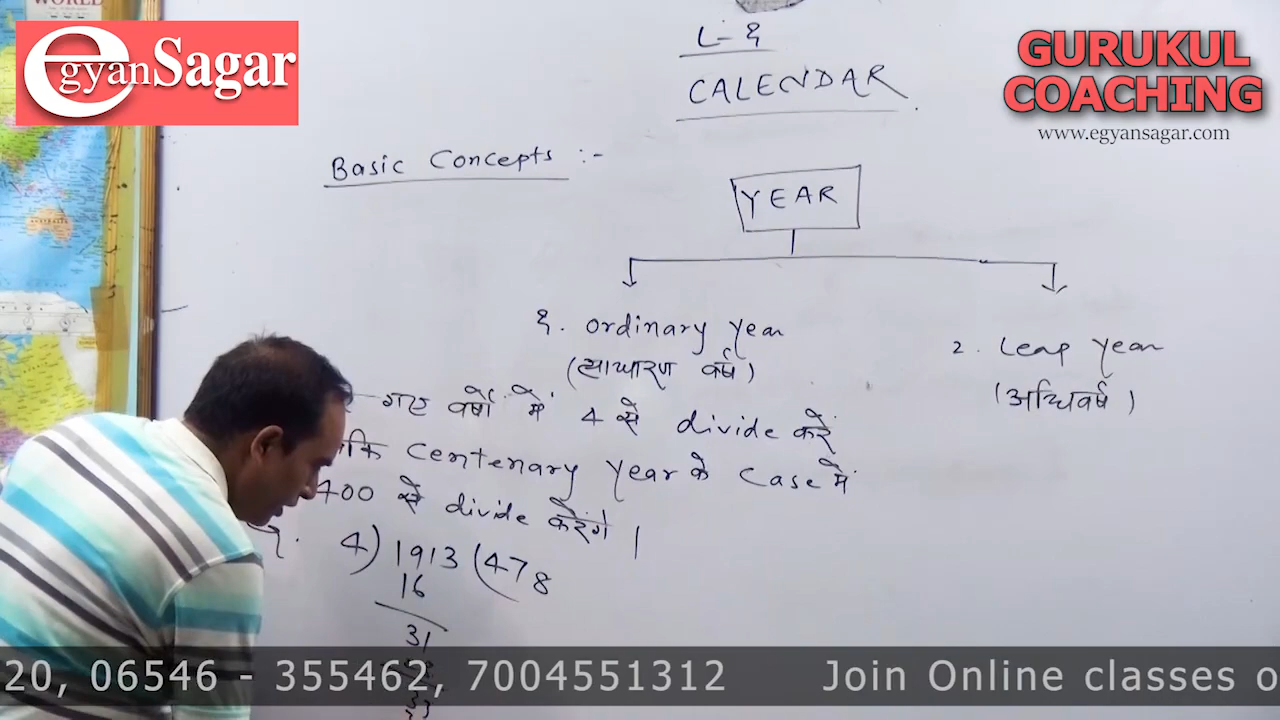 WORLD
egyanSagar
GURUKUL
COACHING
www.egyansagar.com
L-१
CALENDAR
Basic Concepts :-
YEAR
१. Ordinary Year
(साधारण वर्ष)
2. Leap Year
(अधिवर्ष)
गए वर्षों में 4 से divide करें
कि Centenary Year के Case में
400 से divide करेंगे |
4) 1913 (478
16
31
20, 06546 - 355462, 7004551312 Join Online classes o